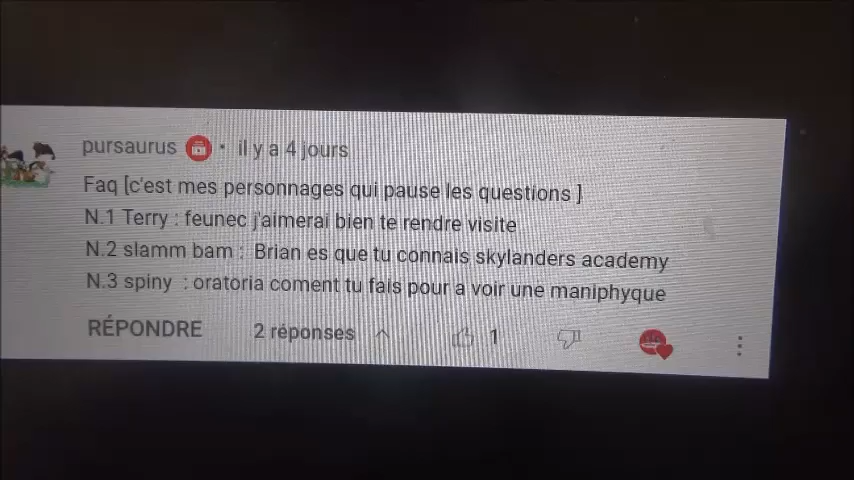 pursaurus • il y a 4 jours
Faq [c'est mes personnages qui pause les questions ]
N.1 Terry : feunec j'aimerai bien te rendre visite
N.2 slamm bam : Brian es que tu connais skylanders academy
N.3 spiny : oratoria coment tu fais pour a voir une maniphyque
RÉPONDRE 2 réponses 1